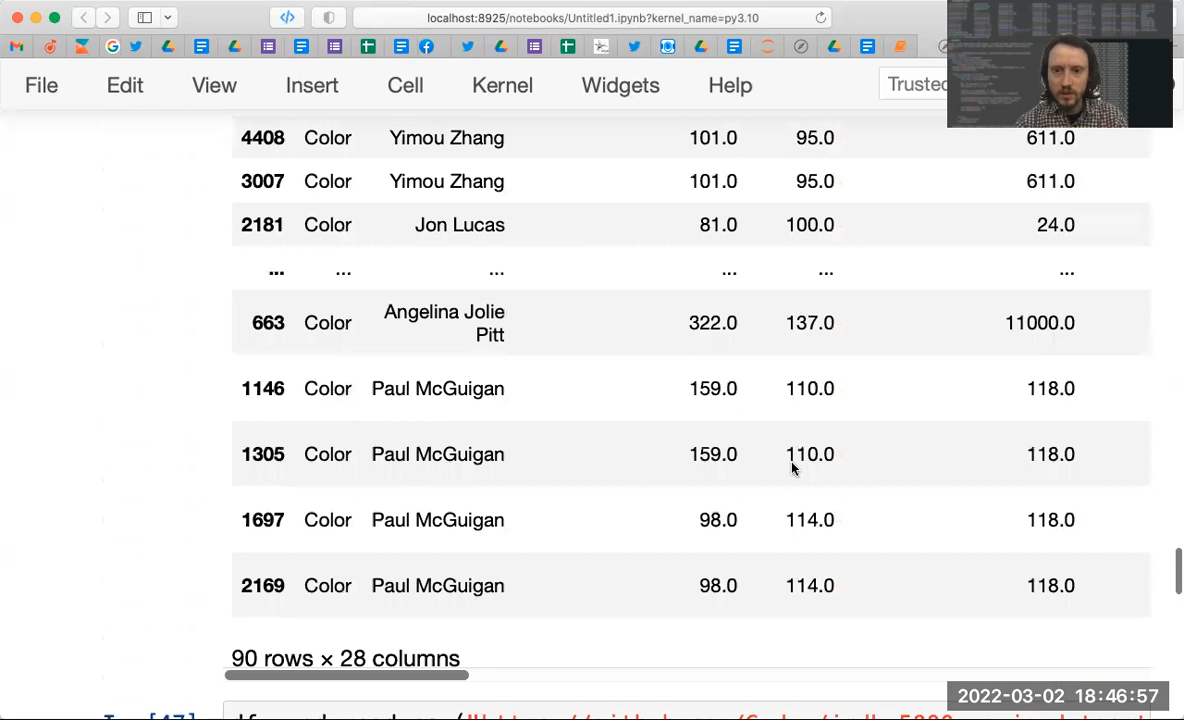 localhost:8925/notebooks/Untitled1.ipynb?kernel_name=py3.10
File Edit View Insert Cell Kernel Widgets Help Trusted
4408 Color Yimou Zhang 101.0 95.0 611.0
3007 Color Yimou Zhang 101.0 95.0 611.0
2181 Color Jon Lucas 81.0 100.0 24.0
... ... ... ... ... ...
663 Color Angelina Jolie Pitt 322.0 137.0 11000.0
1146 Color Paul McGuigan 159.0 110.0 118.0
1305 Color Paul McGuigan 159.0 110.0 118.0
1697 Color Paul McGuigan 98.0 114.0 118.0
2169 Color Paul McGuigan 98.0 114.0 118.0
90 rows × 28 columns
2022-03-02 18:46:57